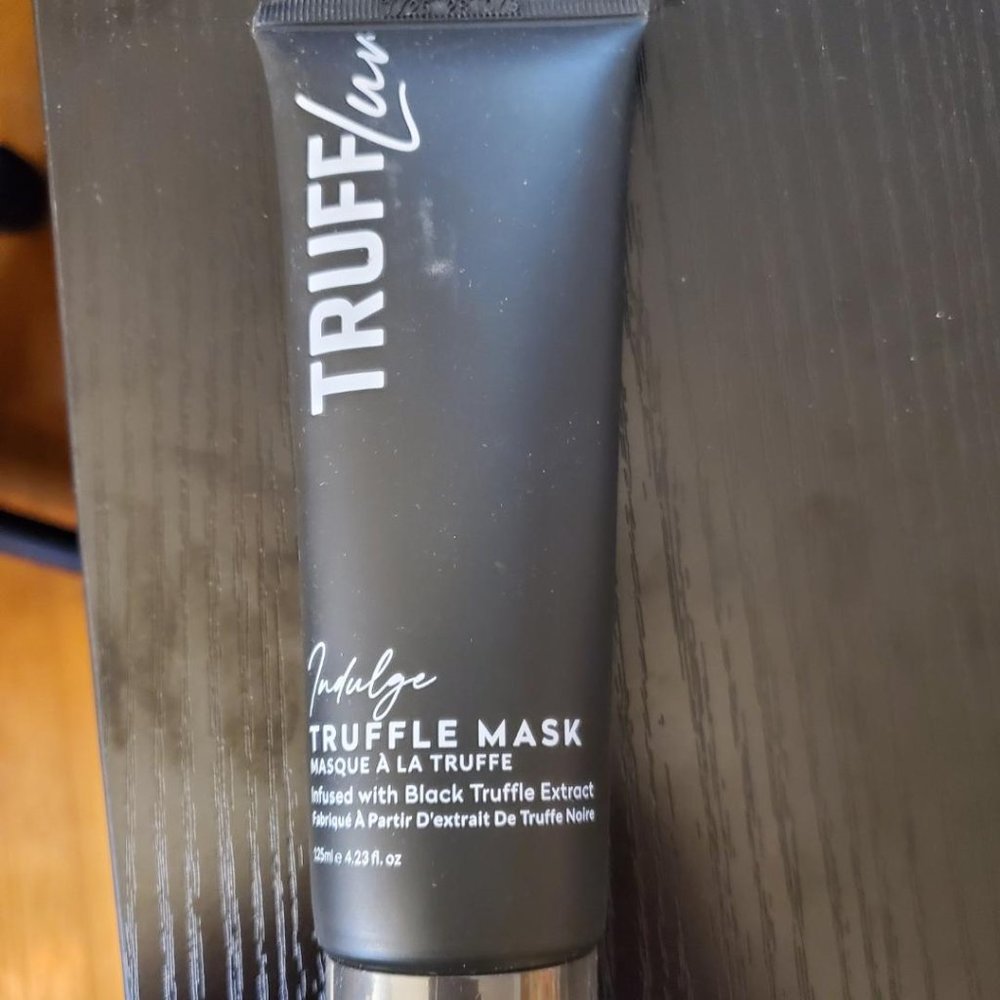 TRUFF
Indulge
TRUFFLE MASK
MASQUE À LA TRUFFE
Infused with Black Truffle Extract
Fabriqué À Partir D'extrait De Truffe Noire
125ml e 4.23 fl. oz